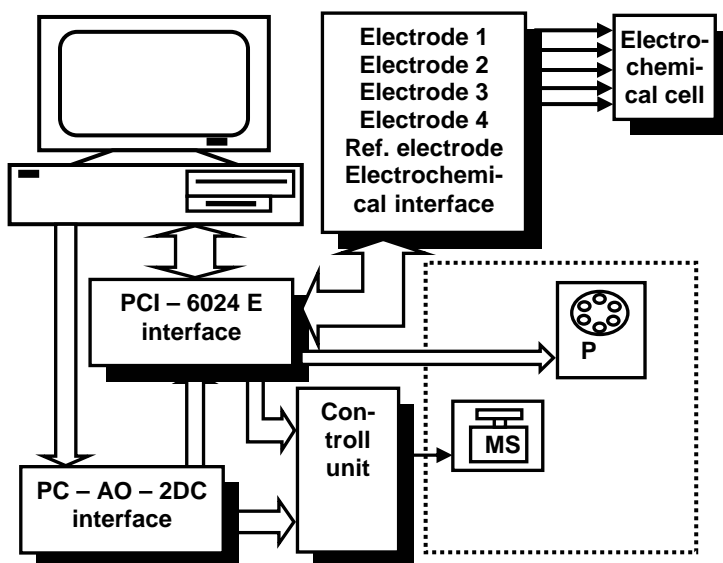 Electrode 1
Electrode 2
Electrode 3
Electrode 4
Ref. electrode
Electrochemi-
cal interface
Electro-
chemi-
cal cell
PCI – 6024 E
interface
P
Con-
troll
unit
MS
PC – AO – 2DC
interface